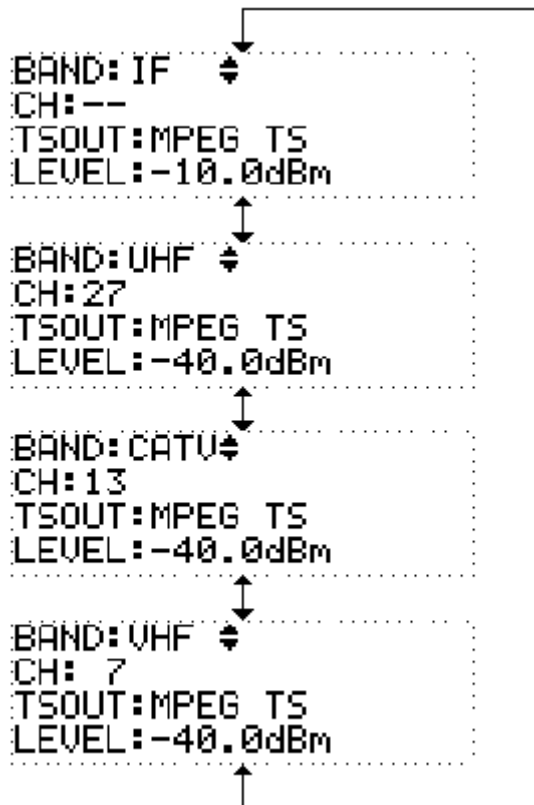 BAND:IF
CH:--
TSOUT:MPEG TS
LEVEL:-10.0dBm
BAND:UHF
CH:27
TSOUT:MPEG TS
LEVEL:-40.0dBm
BAND:CATV
CH:13
TSOUT:MPEG TS
LEVEL:-40.0dBm
BAND:VHF
CH: 7
TSOUT:MPEG TS
LEVEL:-40.0dBm